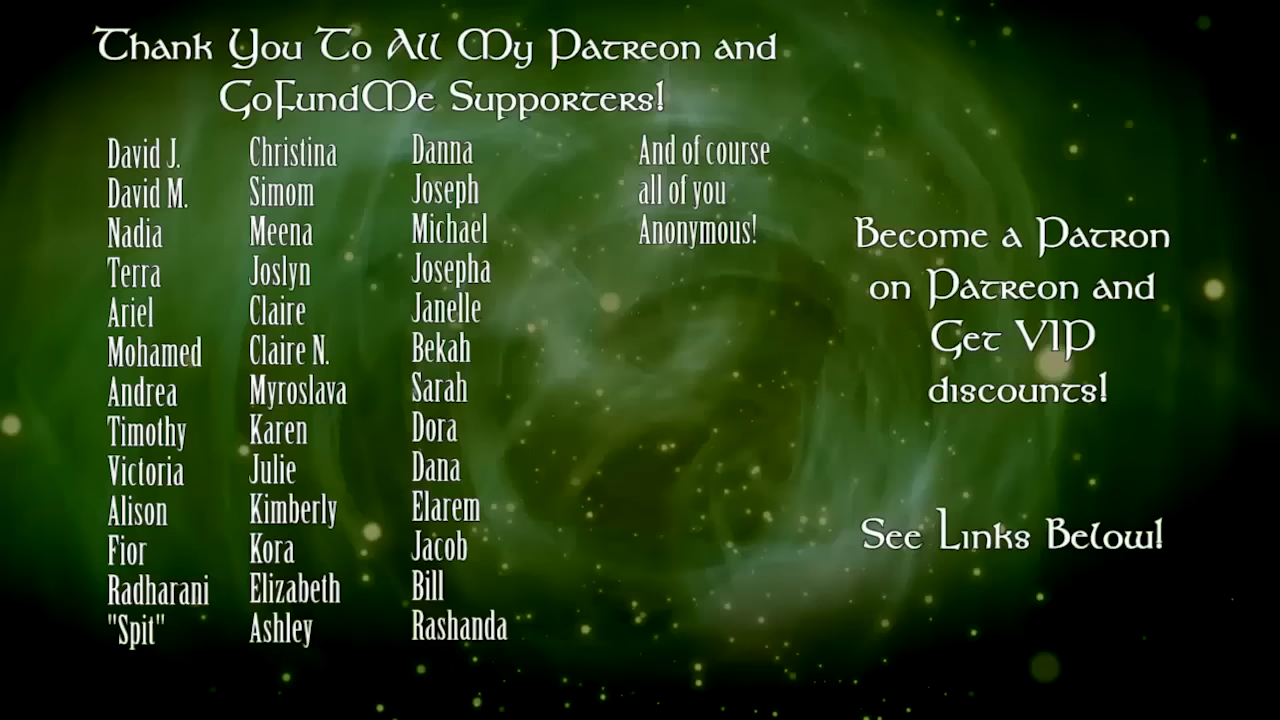 Thank You To All My Patreon and
GoFundMe Supporters!
David J.
David M.
Nadia
Terra
Ariel
Mohamed
Andrea
Timothy
Victoria
Alison
Fior
Radharani
"Spit"
Christina
Simom
Meena
Joslyn
Claire
Claire N.
Myroslava
Karen
Julie
Kimberly
Kora
Elizabeth
Ashley
Danna
Joseph
Michael
Josepha
Janelle
Bekah
Sarah
Dora
Dana
Elarem
Jacob
Bill
Rashanda
And of course
all of you
Anonymous!
Become a Patron
on Patreon and
Get VIP
discounts!
See Links Below!